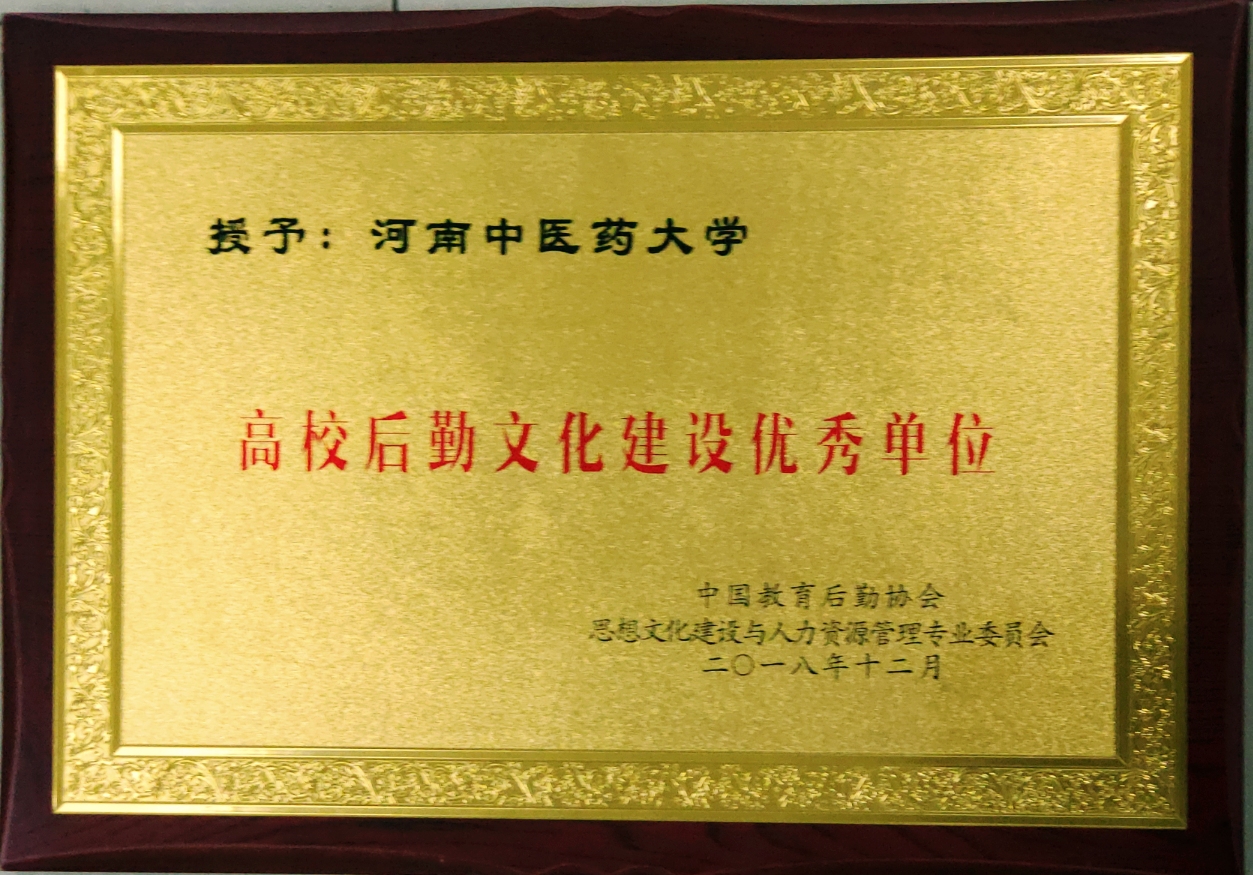 授予：河南中医药大学
高校后勤文化建设优秀单位
中国教育后勤协会
思想文化建设与人力资源管理专业委员会
二〇一八年十二月